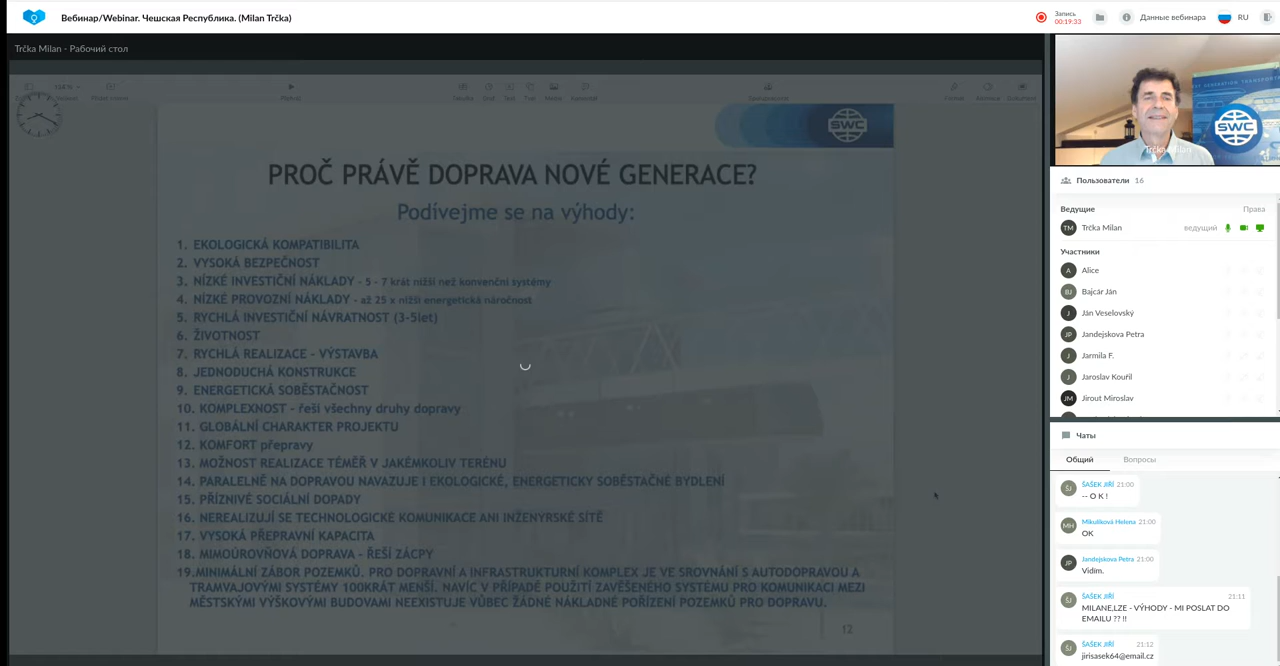 Вебинар/Webinar. Чешская Республика. (Milan Trčka)
Запись
00:19:33
Данные вебинара
RU
Trčka Milan - Рабочий стол
SWC
PROČ PRÁVĚ DOPRAVA NOVÉ GENERACE?
Podívejme se na výhody:
1. EKOLOGICKÁ KOMPATIBILITA
2. VYSOKÁ BEZPEČNOST
3. NÍZKÉ INVESTIČNÍ NÁKLADY - 5 - 7 krát nižší než konvenční systémy
4. NÍZKÉ PROVOZNÍ NÁKLADY - až 25 x nižší energetická náročnost
5. RYCHLÁ INVESTIČNÍ NÁVRATNOST (3-5let)
6. ŽIVOTNOST
7. RYCHLÁ REALIZACE - VÝSTAVBA
8. JEDNODUCHÁ KONSTRUKCE
9. ENERGETICKÁ SOBĚSTAČNOST
10. KOMPLEXNOST - řeší všechny druhy dopravy
11. GLOBÁLNÍ CHARAKTER PROJEKTU
12. KOMFORT přepravy
13. MOŽNOST REALIZACE TÉMĚŘ V JAKÉMKOLIV TERÉNU
14. PARALELNĚ NA DOPRAVOU NAVAZUJE I EKOLOGICKÉ, ENERGETICKY SOBĚSTAČNÉ BYDLENÍ
15. PŘÍZNIVÉ SOCIÁLNÍ DOPADY
16. NEREALIZUJÍ SE TECHNOLOGICKÉ KOMUNIKACE ANI INŽENYRSKÉ SÍTĚ
17. VYSOKÁ PŘEPRAVNÍ KAPACITA
18. MIMOÚROVŇOVÁ DOPRAVA - ŘEŠÍ ZÁCPY
19.MINIMÁLNÍ ZÁBOR POZEMKŮ. PRO DOPRAVNÍ A INFRASTRUKTURNÍ KOMPLEX JE VE SROVNÁNÍ S AUTODOPRAVOU A
TRAMVAJOVÝMI SYSTÉMY 100KRÁT MENŠÍ. NAVÍC V PŘÍPADĚ POUŽITÍ ZAVĚŠENÉHO SYSTÉMU PRO KOMUNIKACI MEZI
MĚSTSKÝMI VÝŠKOVÝMI BUDOVAMI NEEXISTUJE VŮBEC ŽÁDNÉ NÁKLADNÉ POŘÍZENÍ POZEMKŮ PRO DOPRAVU.
12
SWC
Trčka Milan
Пользователи 16
Ведущие Права
TM Trčka Milan ведущий
Участники
A Alice
BJ Bajcár Ján
J Ján Veselovský
JP Jandejskova Petra
J Jarmila F.
J Jaroslav Kouřil
JM Jirout Miroslav
Чаты
Общий Вопросы
ŠJ ŠAŠEK JIŘÍ 21:00
-- O K !
MH Mikulíková Helena 21:00
OK
JP Jandejskova Petra 21:00
Vidím.
ŠJ ŠAŠEK JIŘÍ 21:11
MILANE,LZE - VÝHODY - MI POSLAT DO
EMAILU ?? !!
ŠJ ŠAŠEK JIŘÍ 21:12
jirisasek64@email.cz